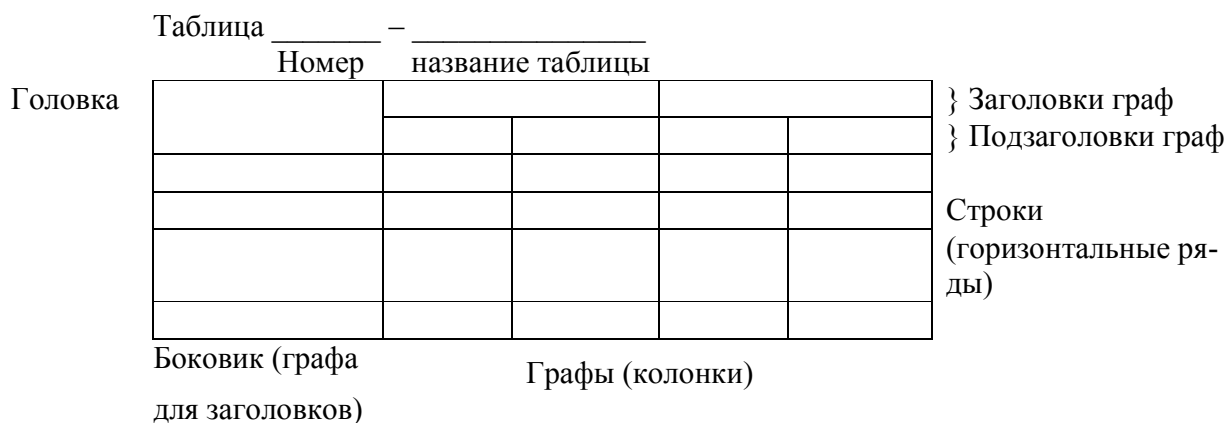 Таблица _______ – _______________
Номер название таблицы
Головка
} Заголовки граф
} Подзаголовки граф
Строки
(горизонтальные ря-
ды)
Боковик (графа
для заголовков)
Графы (колонки)